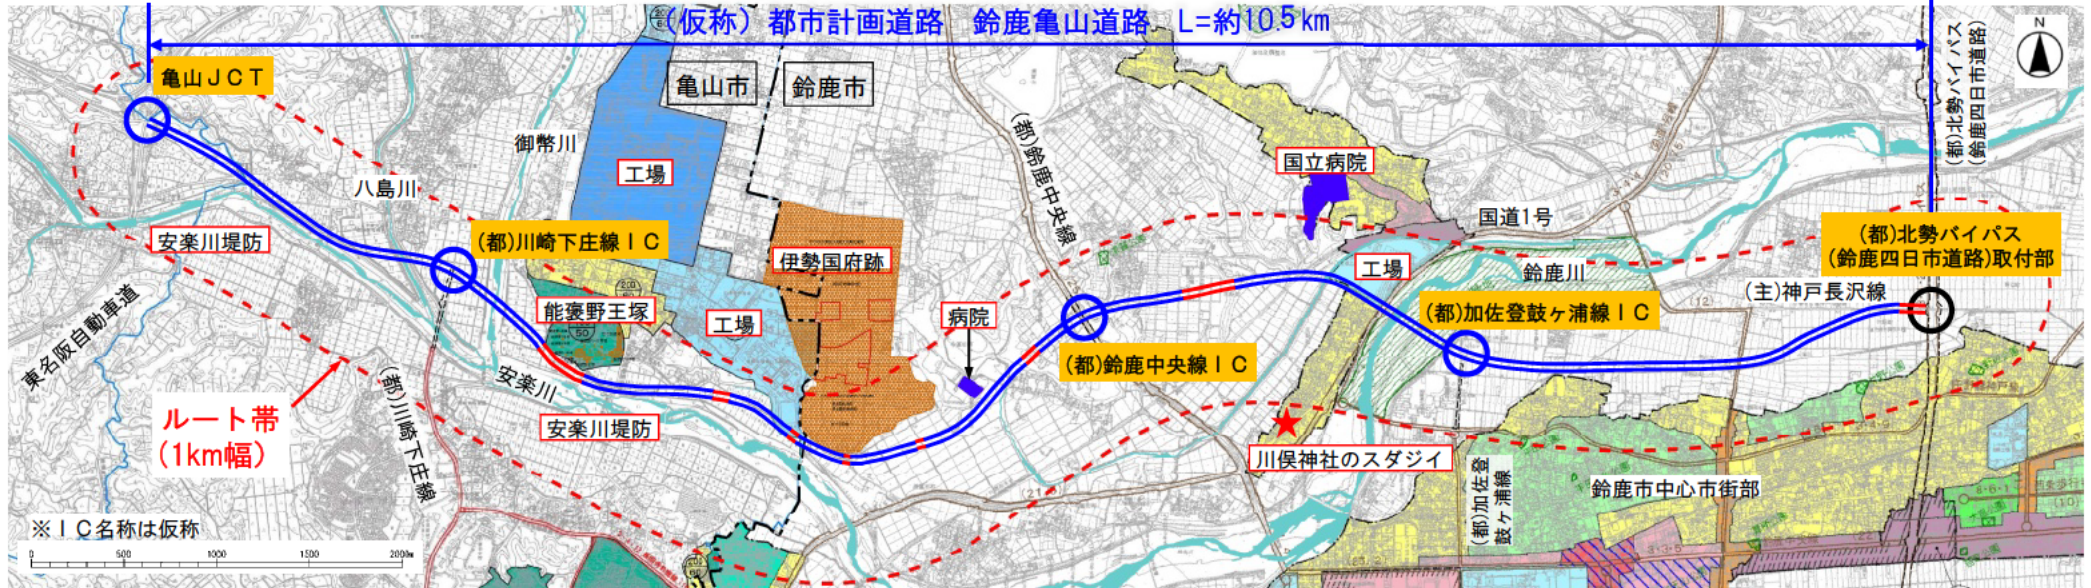 (仮称) 都市計画道路 鈴鹿亀山道路 L=約10.5km
亀山JCT
亀山市
鈴鹿市
N
(都)北勢バイパス
(鈴鹿四日市道路)
御幣川
工場
(都)鈴鹿中央線
国立病院
国道1号
八島川
安楽川堤防
(都)川崎下庄線IC
伊勢国府跡
工場
鈴鹿川
(都)北勢バイパス
(鈴鹿四日市道路)取付部
(主)神戸長沢線
東名阪自動車道
能褒野王塚
工場
病院
(都)加佐登鼓ヶ浦線IC
(都)鈴鹿中央線IC
安楽川
ルート帯
(1km幅)
(都)川崎下庄線
安楽川堤防
川俣神社のスダジイ
(都)加佐登
鼓ヶ浦線
鈴鹿市中心市街部
※IC名称は仮称
0 500 1000 1500 2000m